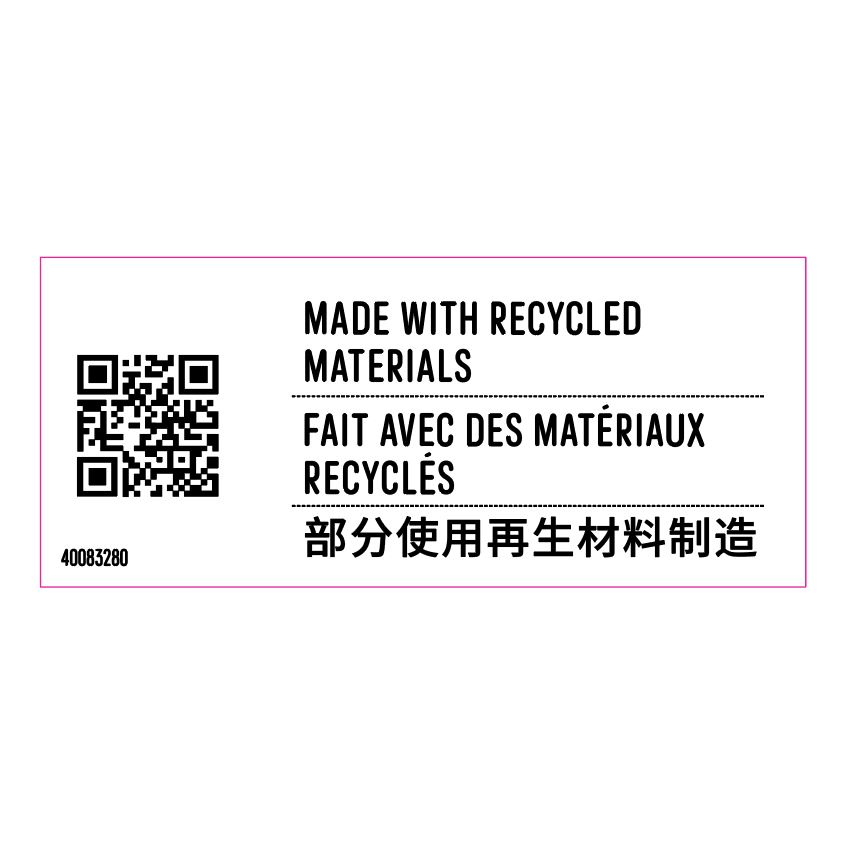 MADE WITH RECYCLED
MATERIALS
FAIT AVEC DES MATÉRIAUX
RECYCLÉS
部分使用再生材料制造
40083280